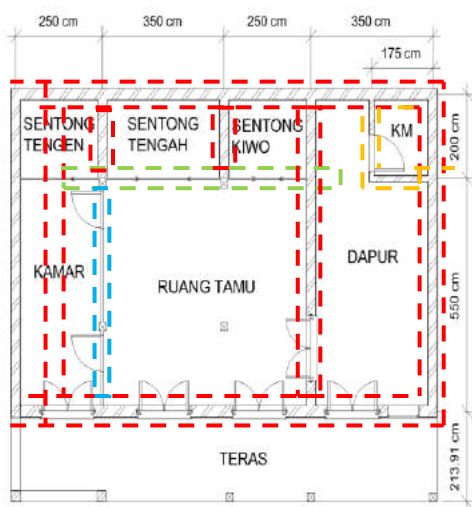 250 cm 350 cm 250 cm 350 cm
175 cm
SENTONG TENGEN
SENTONG TENGAH
SENTONG KIWO
KM
200 cm
KAMAR
RUANG TAMU
DAPUR
550 cm
TERAS
213.91 cm